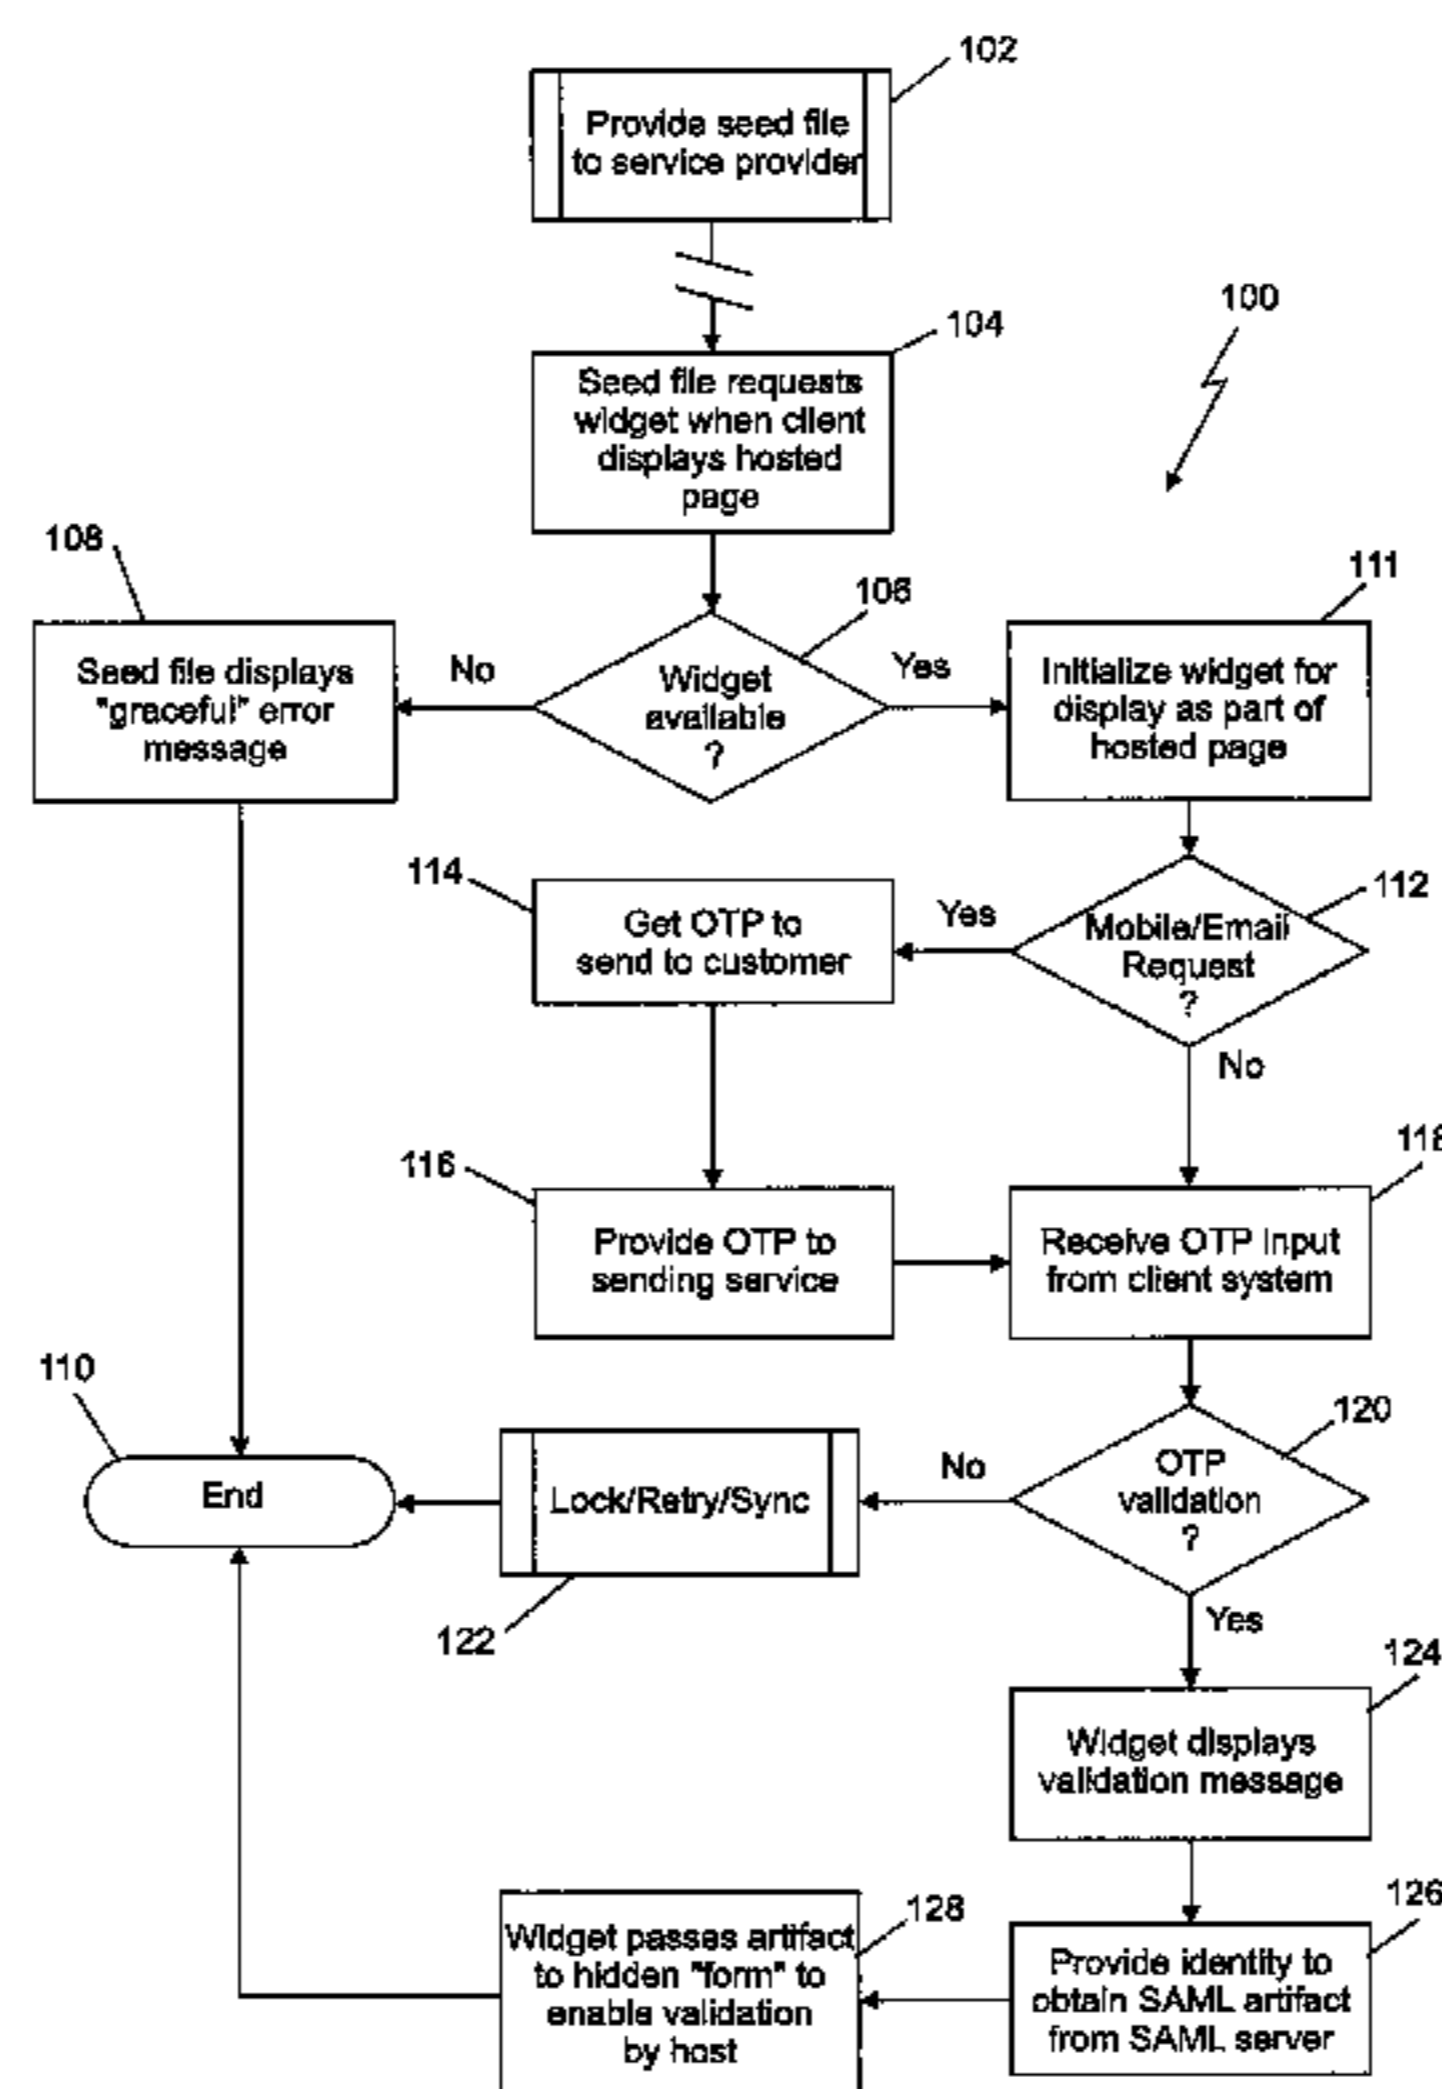 102
Provide seed file
to service provider
100
104
Seed file requests
widget when client
displays hosted
page
108
106
111
Seed file displays
"graceful" error
message
No
Widget
available
?
Yes
Initialize widget for
display as part of
hosted page
114
Get OTP to
send to customer
Yes
112
Mobile/Email
Request
?
No
116
Provide OTP to
sending service
118
Receive OTP Input
from client system
110
End
Lock/Retry/Sync
122
No
120
OTP
validation
?
Yes
124
Widget displays
validation message
128
Widget passes artifact
to hidden "form" to
enable validation
by host
126
Provide identity to
obtain SAML artifact
from SAML server